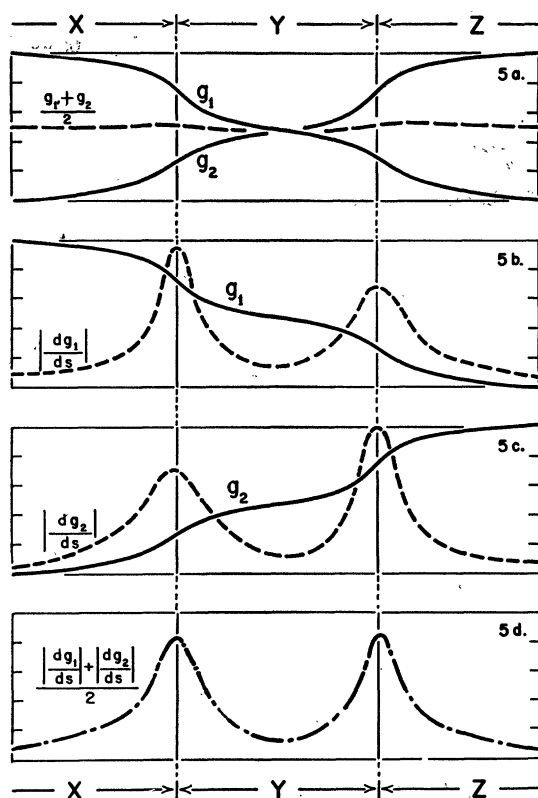 X Y Z
5a.
g₁
g₁+g₂
2
g₂
5b.
g₁
|dg₁/ds|
5c.
g₂
|dg₂/ds|
5d.
|dg₁/ds|+|dg₂/ds|
2
X Y Z